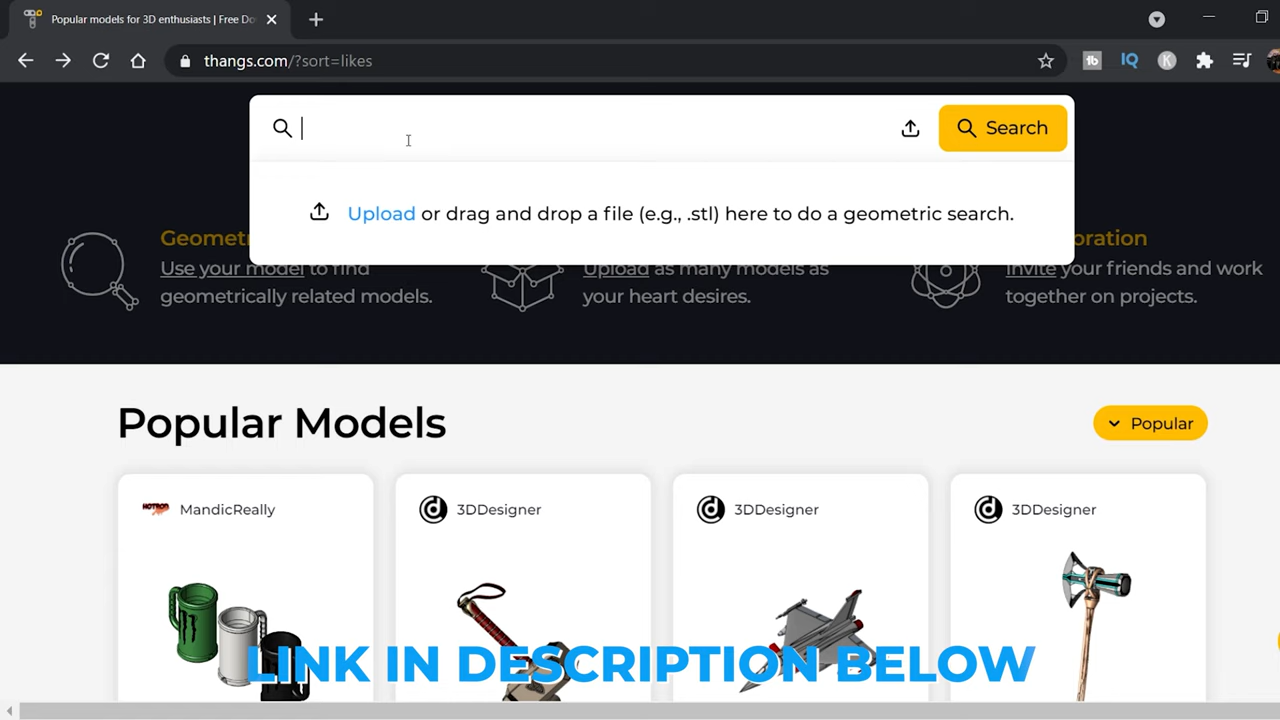 Popular models for 3D enthusiasts | Free Do
thangs.com/?sort=likes
tb
IQ
K
Search
Upload or drag and drop a file (e.g., .stl) here to do a geometric search.
Geomet
Use your model to find
geometrically related models.
Upload as many models as
your heart desires.
oration
Invite your friends and work
together on projects.
Popular Models
Popular
HOTRON
MandicReally
3DDesigner
3DDesigner
3DDesigner
LINK IN DESCRIPTION BELOW